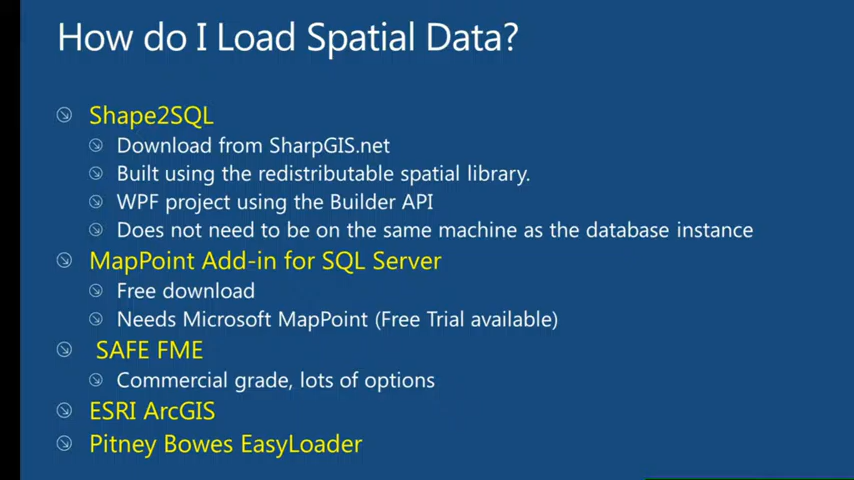 How do I Load Spatial Data?
Shape2SQL
Download from SharpGIS.net
Built using the redistributable spatial library.
WPF project using the Builder API
Does not need to be on the same machine as the database instance
MapPoint Add-in for SQL Server
Free download
Needs Microsoft MapPoint (Free Trial available)
SAFE FME
Commercial grade, lots of options
ESRI ArcGIS
Pitney Bowes EasyLoader